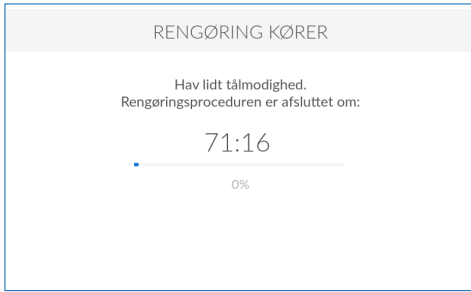 RENGØRING KØRER
Hav lidt tålmodighed.
Rengøringsproceduren er afsluttet om:
71:16
0%